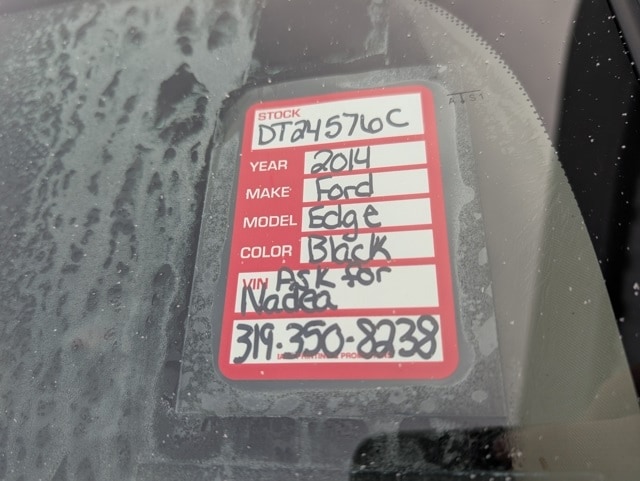 STOCK
DT24576C
YEAR 2014
MAKE Ford
MODEL Edge
COLOR Black
VIN Ask for
Nadea
319-350-8238